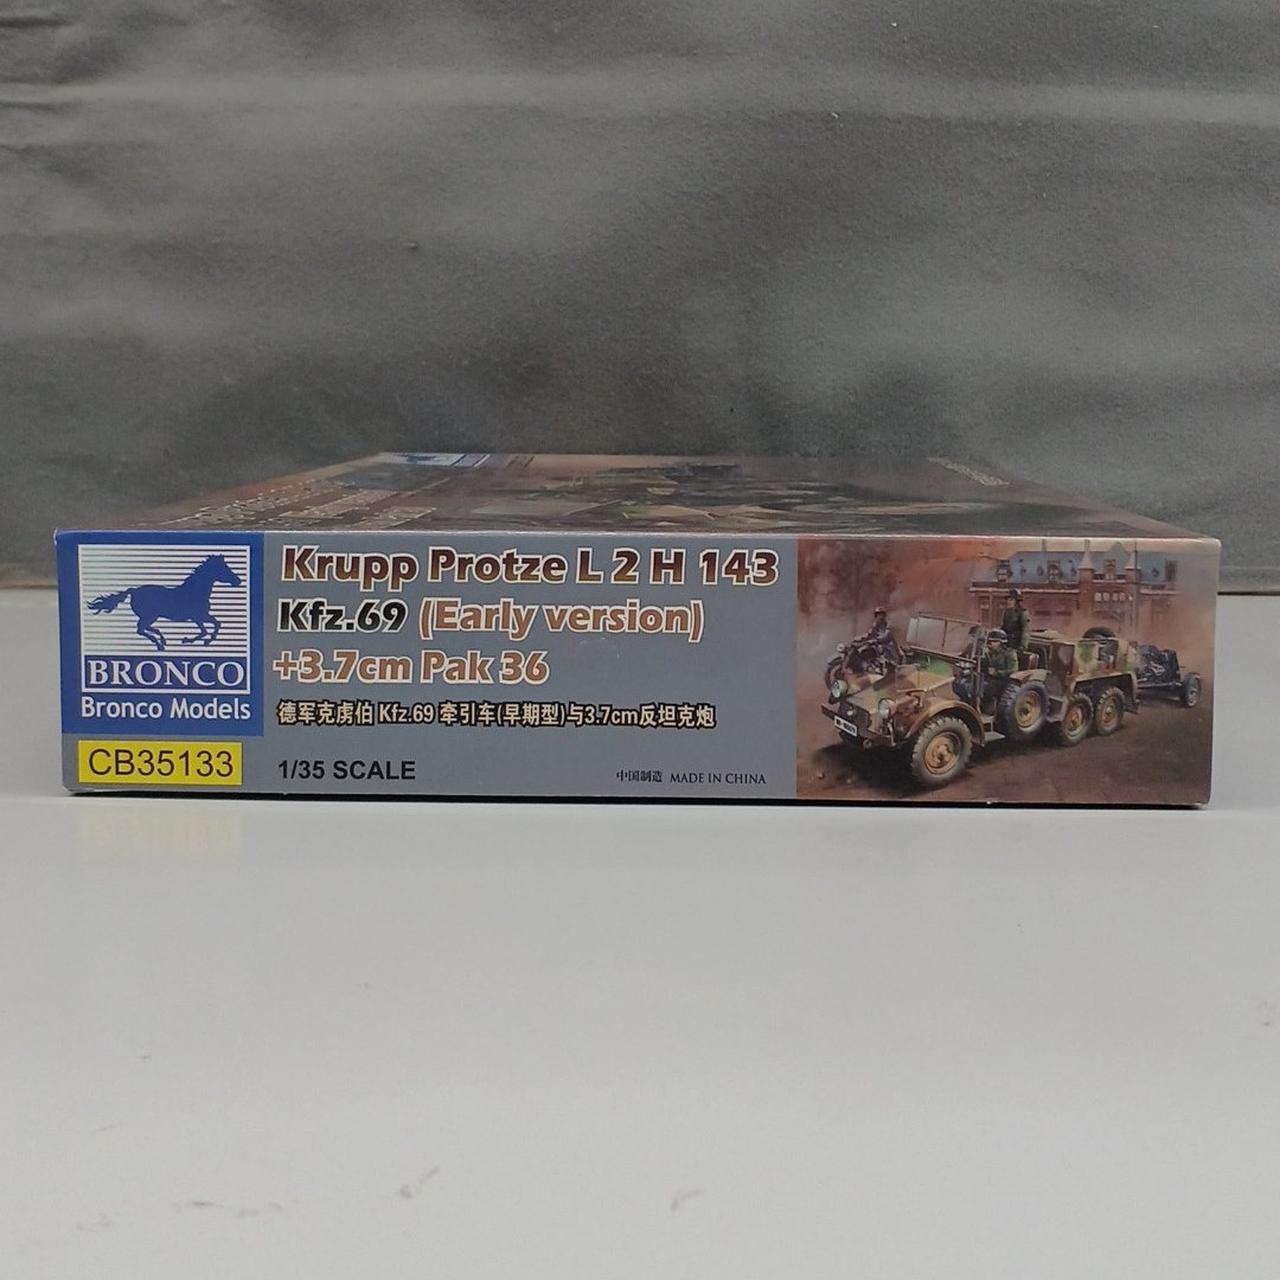 BRONCO
Bronco Models
CB35133
Krupp Protze L 2 H 143
Kfz.69 (Early version)
+3.7cm Pak 36
德军克虏伯 Kfz.69 牵引车(早期型)与3.7cm反坦克炮
1/35 SCALE
中国制造 MADE IN CHINA